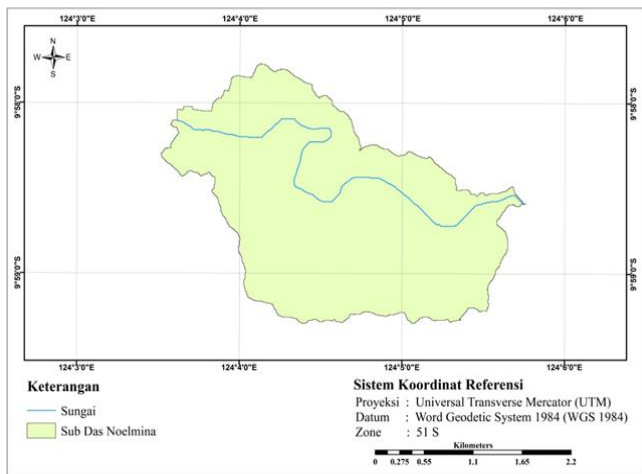 124°3'0"E 124°4'0"E 124°5'0"E 124°6'0"E
N
W E
S
9°58'0"S 9°58'0"S
9°59'0"S 9°59'0"S
124°3'0"E 124°4'0"E 124°5'0"E 124°6'0"E
Keterangan
Sungai
Sub Das Noelmina
Sistem Koordinat Referensi
Proyeksi : Universal Transverse Mercator (UTM)
Datum : Word Geodetic System 1984 (WGS 1984)
Zone : 51 S
Kilometers
0 0.275 0.55 1.1 1.65 2.2